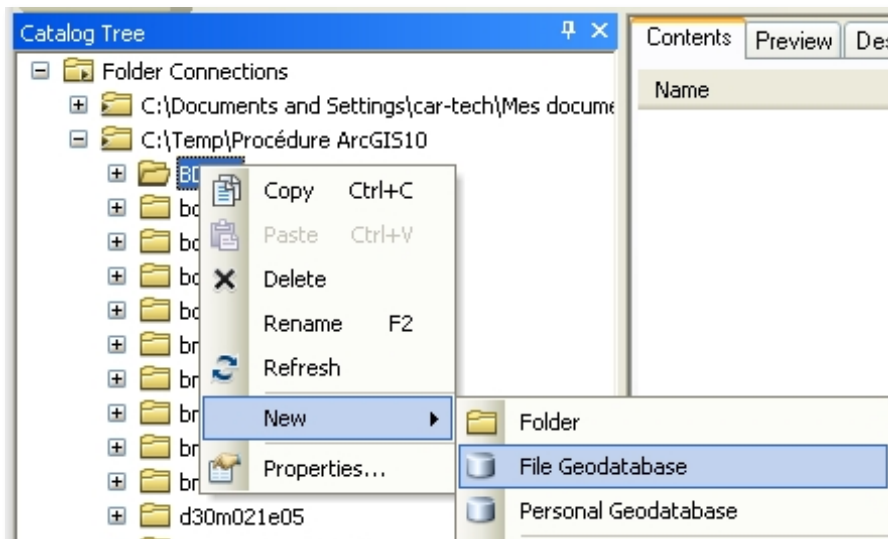 Catalog Tree
Folder Connections
C:\Documents and Settings\car-tech\Mes docume
C:\Temp\Procédure ArcGIS10
d30m021e05
Copy Ctrl+C
Paste Ctrl+V
Delete
Rename F2
Refresh
New
Properties...
Folder
File Geodatabase
Personal Geodatabase
Contents
Preview
Des
Name